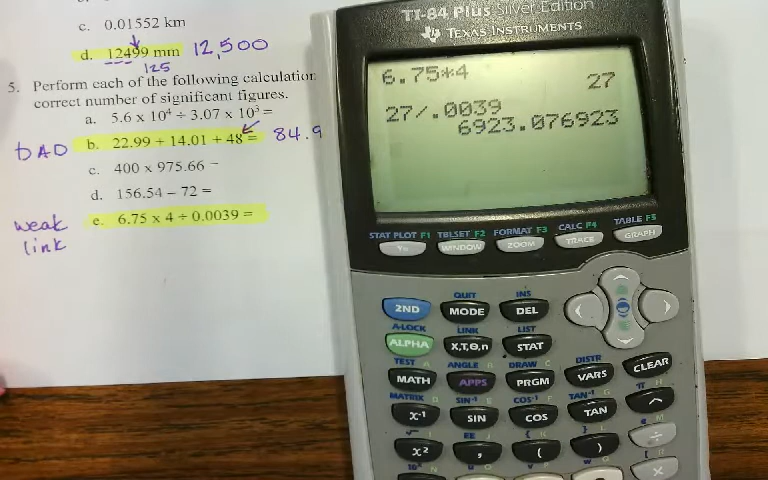 c. 0.01552 km
d. 12499 mm 12,500
125
5. Perform each of the following calculation
correct number of significant figures.
a. 5.6 x 10⁴ ÷ 3.07 x 10³ =
DAD b. 22.99 + 14.01 + 48 = 84.9
c. 400 x 975.66
d. 156.54 – 72 =
weak e. 6.75 x 4 ÷ 0.0039 =
link
TI-84 Plus Silver Edition
TEXAS INSTRUMENTS
6.75*4
27
27/.0039
6923.076923
STAT PLOT F1 TBLSET F2 FORMAT F3 CALC F4 TABLE F5
Y= WINDOW ZOOM TRACE GRAPH
QUIT INS
2ND MODE DEL
A-LOCK LINK LIST
ALPHA X,T,Θ,n STAT
TEST A ANGLE B DRAW C DISTR
MATH APPS PRGM VARS CLEAR
MATRIX D SIN⁻¹ E COS⁻¹ F TAN⁻¹ G π H
X⁻¹ SIN COS TAN ^
√ I EE J { K } L e M
x² , ( ) ÷
10ˣ N u O v P w Q [ R
×